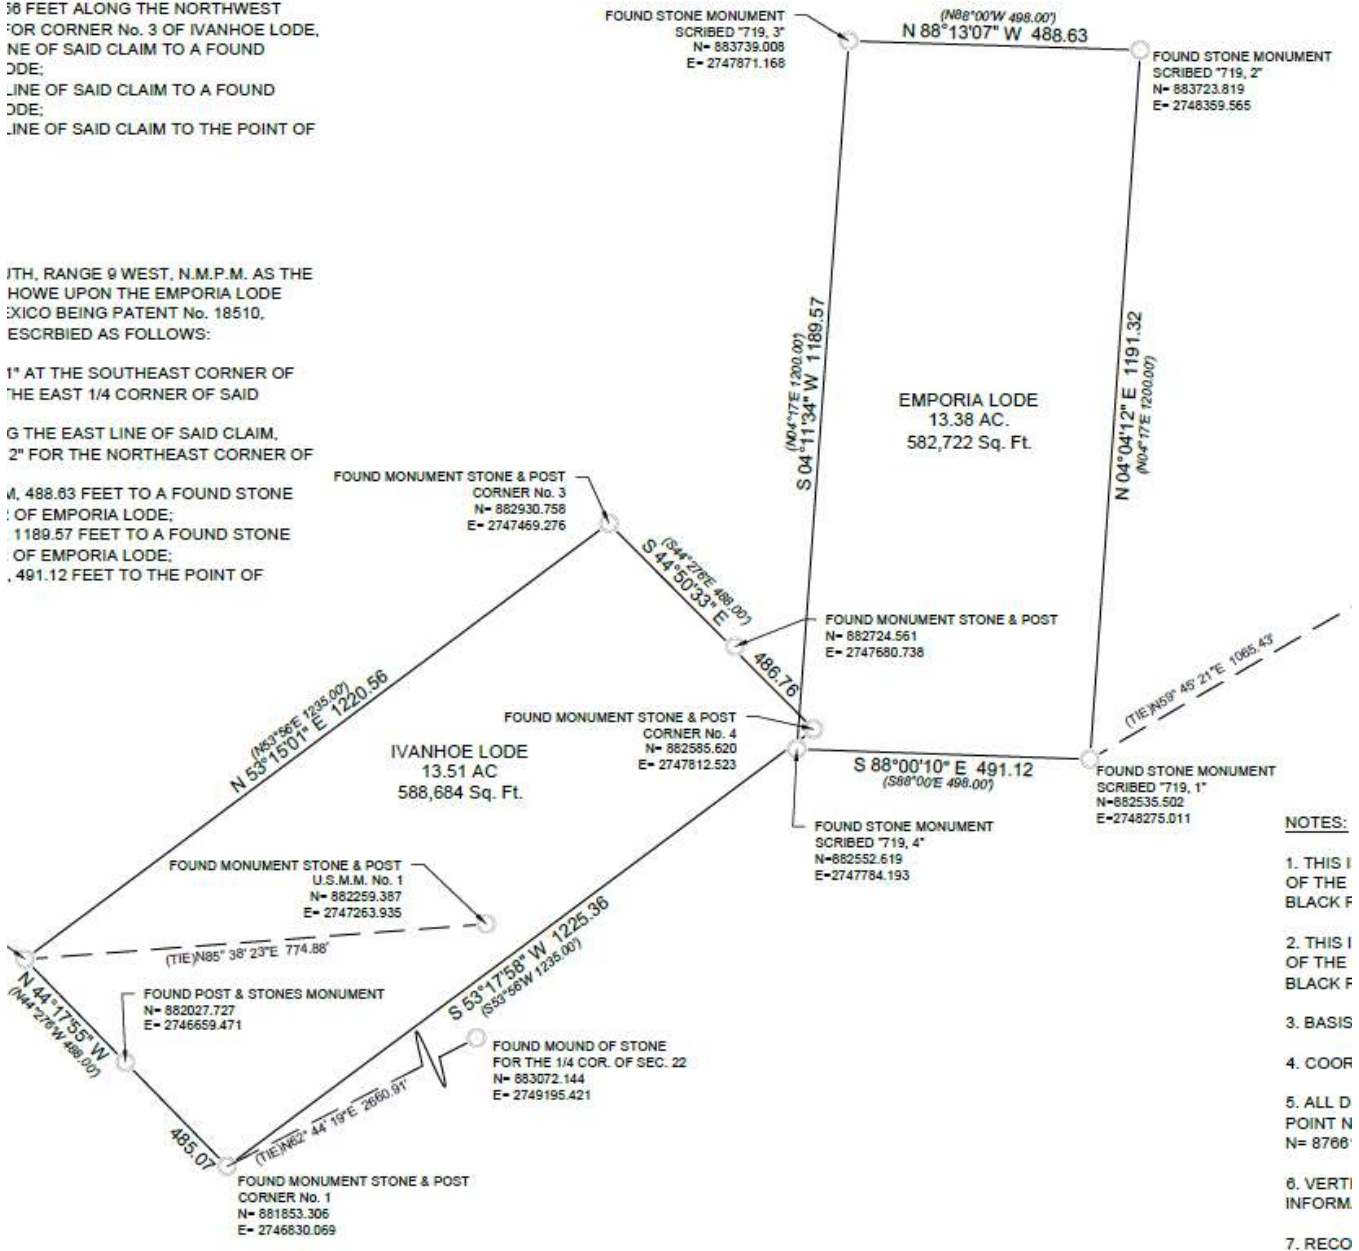 56 FEET ALONG THE NORTHWEST
FOR CORNER No. 3 OF IVANHOE LODE,
NE OF SAID CLAIM TO A FOUND
ODE;
LINE OF SAID CLAIM TO A FOUND
ODE;
LINE OF SAID CLAIM TO THE POINT OF
UTH, RANGE 9 WEST, N.M.P.M. AS THE
HOWE UPON THE EMPORIA LODE
EXICO BEING PATENT No. 18510,
ESCRBIED AS FOLLOWS:
1" AT THE SOUTHEAST CORNER OF
THE EAST 1/4 CORNER OF SAID
G THE EAST LINE OF SAID CLAIM,
2" FOR THE NORTHEAST CORNER OF
M, 488.63 FEET TO A FOUND STONE
OF EMPORIA LODE;
1189.57 FEET TO A FOUND STONE
OF EMPORIA LODE;
, 491.12 FEET TO THE POINT OF
FOUND STONE MONUMENT
SCRIBED "719, 3"
N= 883739.008
E= 2747871.168
(N88°00'W 498.00')
N 88°13'07" W 488.63
FOUND STONE MONUMENT
SCRIBED "719, 2"
N= 883723.819
E= 2748359.565
(N04°17'E 1200.00')
S 04°11'34" W 1189.57
EMPORIA LODE
13.38 AC.
582,722 Sq. Ft.
N 04°04'12" E 1191.32
(N04°17'E 1200.00')
FOUND MONUMENT STONE & POST
CORNER No. 3
N= 882930.758
E= 2747469.276
(S44°276'E 488.00')
S 44°50'33" E
486.76
FOUND MONUMENT STONE & POST
N= 882724.561
E= 2747680.738
(N53°56'E 1235.00')
N 53°15'01" E 1220.56
IVANHOE LODE
13.51 AC
588,684 Sq. Ft.
FOUND MONUMENT STONE & POST
CORNER No. 4
N= 882585.620
E= 2747812.523
S 88°00'10" E 491.12
(S88°00'E 498.00')
(TIE)N59° 45' 21"E 1065.43'
FOUND STONE MONUMENT
SCRIBED "719, 1"
N=882535.502
E=2748275.011
FOUND STONE MONUMENT
SCRIBED "719, 4"
N=882552.619
E=2747784.193
FOUND MONUMENT STONE & POST
U.S.M.M. No. 1
N= 882259.387
E= 2747263.935
(TIE)N85° 38' 23"E 774.88'
S 53°17'58" W 1225.36
(S53°56'W 1235.00')
N 44°17'55" W
(N44°276'W 488.00')
485.07
FOUND POST & STONES MONUMENT
N= 882027.727
E= 2746659.471
FOUND MOUND OF STONE
FOR THE 1/4 COR. OF SEC. 22
N= 883072.144
E= 2749195.421
(TIE)N62° 44' 19"E 2660.91'
FOUND MONUMENT STONE & POST
CORNER No. 1
N= 881853.306
E= 2746830.069
NOTES:
1. THIS I
OF THE
BLACK R
2. THIS I
OF THE
BLACK R
3. BASIS
4. COOR
5. ALL D
POINT N
N= 8766
6. VERTI
INFORM
7. RECO